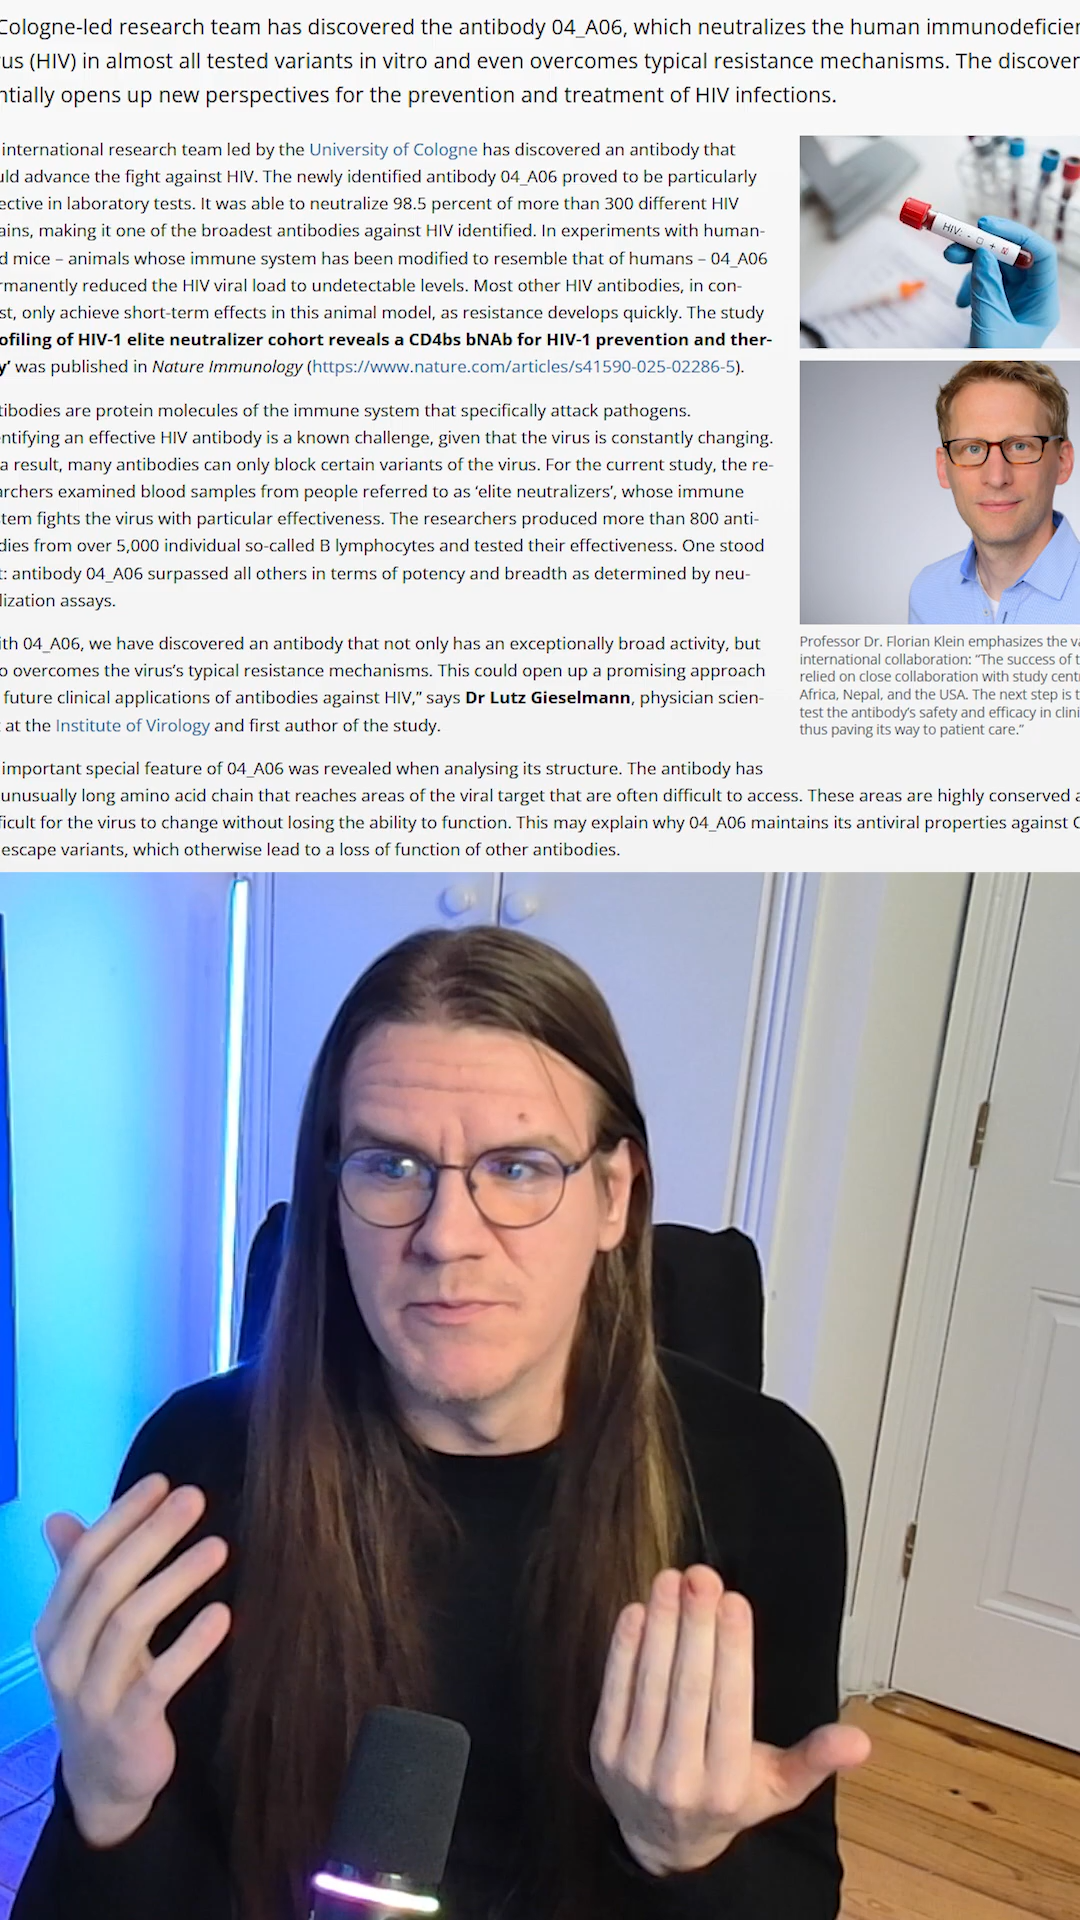 Cologne-led research team has discovered the antibody 04_A06, which neutralizes the human immunodeficien
rus (HIV) in almost all tested variants in vitro and even overcomes typical resistance mechanisms. The discover
ntially opens up new perspectives for the prevention and treatment of HIV infections.
international research team led by the University of Cologne has discovered an antibody that
uld advance the fight against HIV. The newly identified antibody 04_A06 proved to be particularly
ective in laboratory tests. It was able to neutralize 98.5 percent of more than 300 different HIV
ains, making it one of the broadest antibodies against HIV identified. In experiments with human-
d mice – animals whose immune system has been modified to resemble that of humans – 04_A06
rmanently reduced the HIV viral load to undetectable levels. Most other HIV antibodies, in con-
st, only achieve short-term effects in this animal model, as resistance develops quickly. The study
ofiling of HIV-1 elite neutralizer cohort reveals a CD4bs bNAb for HIV-1 prevention and ther-
y’ was published in Nature Immunology (https://www.nature.com/articles/s41590-025-02286-5).
tibodies are protein molecules of the immune system that specifically attack pathogens.
entifying an effective HIV antibody is a known challenge, given that the virus is constantly changing.
a result, many antibodies can only block certain variants of the virus. For the current study, the re-
archers examined blood samples from people referred to as ‘elite neutralizers’, whose immune
tem fights the virus with particular effectiveness. The researchers produced more than 800 anti-
dies from over 5,000 individual so-called B lymphocytes and tested their effectiveness. One stood
t: antibody 04_A06 surpassed all others in terms of potency and breadth as determined by neu-
lization assays.
ith 04_A06, we have discovered an antibody that not only has an exceptionally broad activity, but
o overcomes the virus’s typical resistance mechanisms. This could open up a promising approach
future clinical applications of antibodies against HIV,” says Dr Lutz Gieselmann, physician scien-
t at the Institute of Virology and first author of the study.
important special feature of 04_A06 was revealed when analysing its structure. The antibody has
unusually long amino acid chain that reaches areas of the viral target that are often difficult to access. These areas are highly conserved a
ficult for the virus to change without losing the ability to function. This may explain why 04_A06 maintains its antiviral properties against C
escape variants, which otherwise lead to a loss of function of other antibodies.
HIV: - □ + ☒
Professor Dr. Florian Klein emphasizes the va
international collaboration: “The success of t
relied on close collaboration with study centr
Africa, Nepal, and the USA. The next step is t
test the antibody’s safety and efficacy in clini
thus paving its way to patient care.”